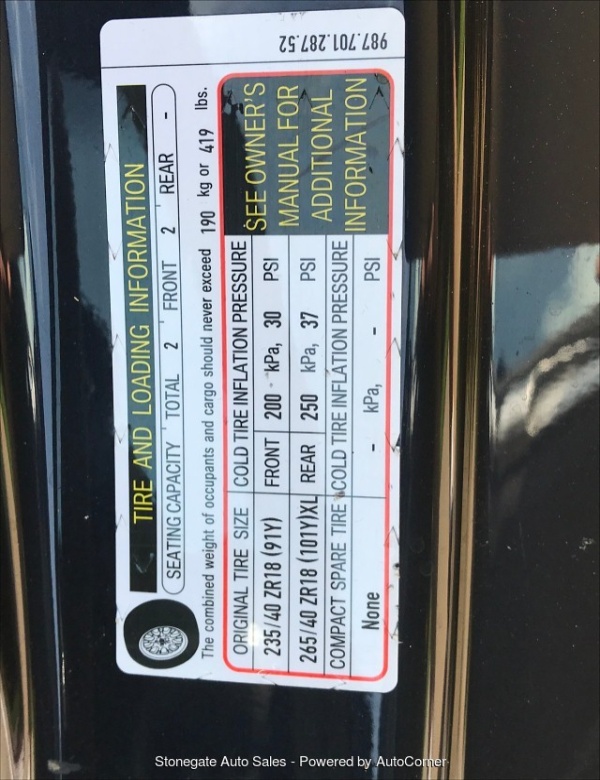 987.701.287.52
TIRE AND LOADING INFORMATION
SEATING CAPACITY TOTAL 2 FRONT 2 REAR -
The combined weight of occupants and cargo should never exceed 190 kg or 419 lbs.
ORIGINAL TIRE SIZE COLD TIRE INFLATION PRESSURE
235/40 ZR18 (91Y) FRONT 200 kPa, 30 PSI
265/40 ZR18 (101Y)XL REAR 250 kPa, 37 PSI
COMPACT SPARE TIRE COLD TIRE INFLATION PRESSURE
None - kPa, - PSI
SEE OWNER'S
MANUAL FOR
ADDITIONAL
INFORMATION
Stonegate Auto Sales - Powered by AutoCorner